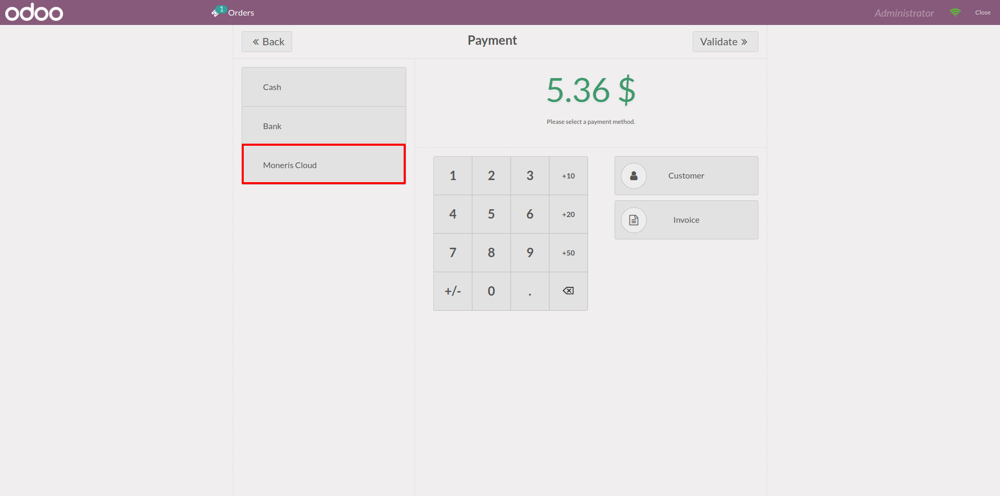 odoo
1 Orders
Administrator
Close
Back
Payment
Validate
Cash
Bank
Moneris Cloud
5.36 $
Please select a payment method.
1 2 3 +10
4 5 6 +20
7 8 9 +50
+/- 0 .
Customer
Invoice